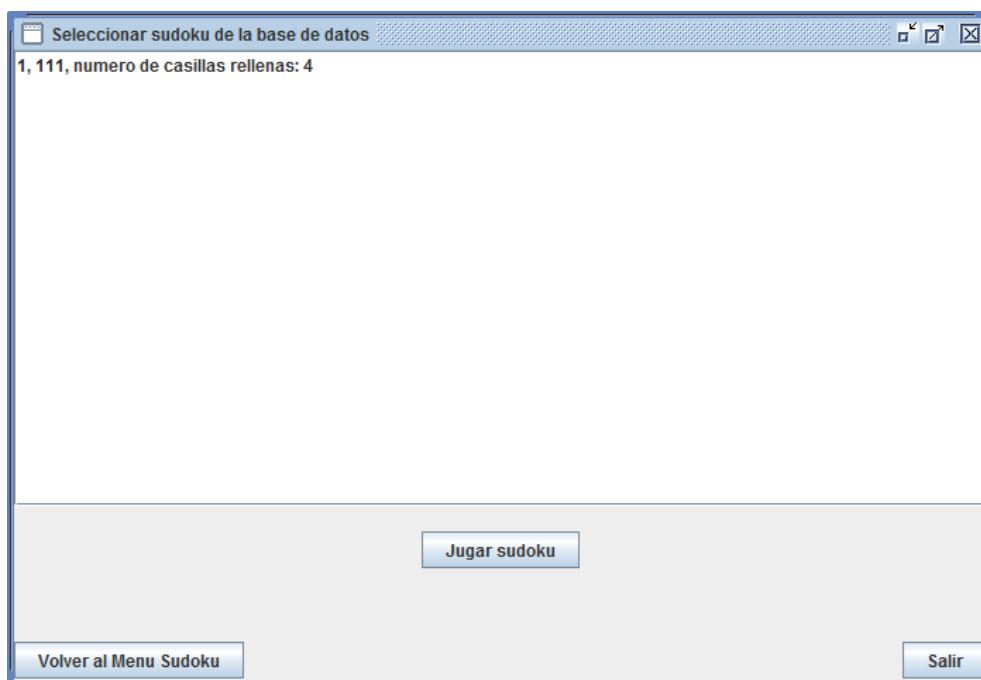 Seleccionar sudoku de la base de datos
1, 111, numero de casillas rellenas: 4
Jugar sudoku
Volver al Menu Sudoku
Salir